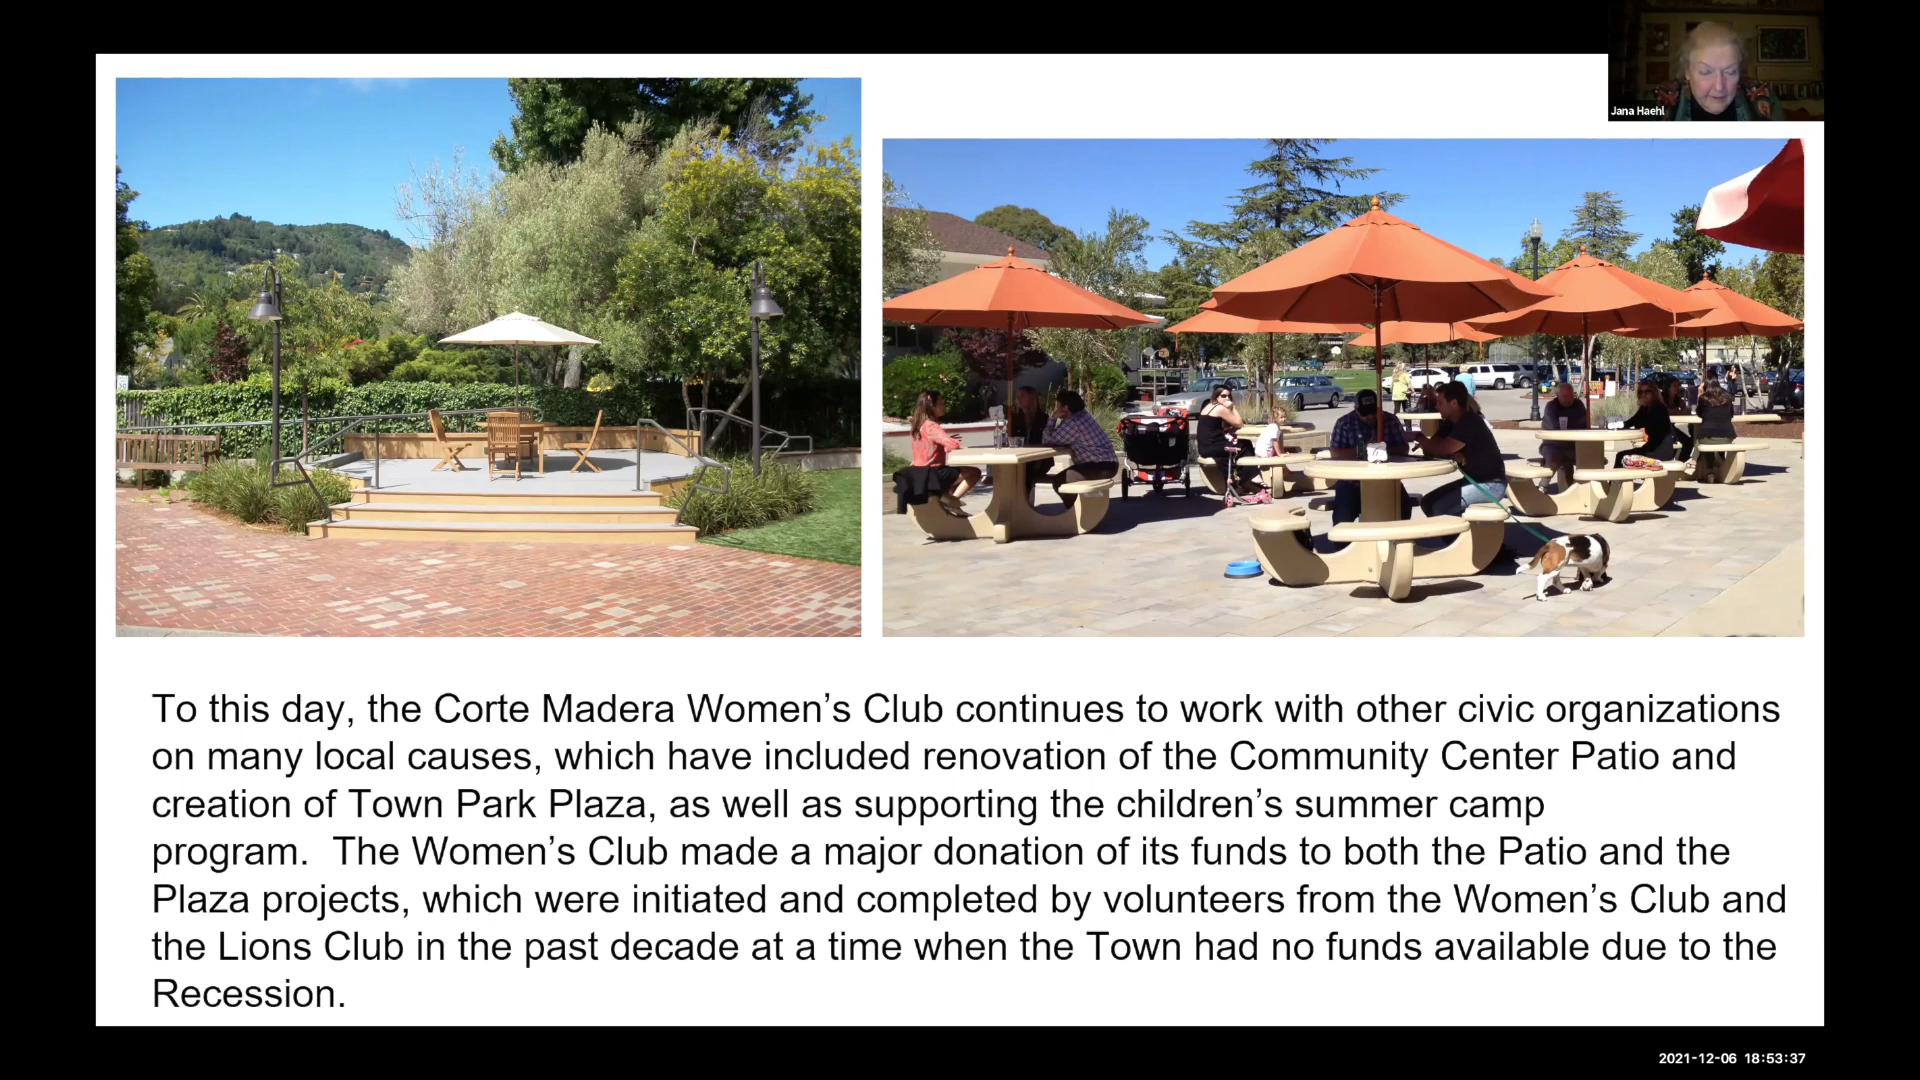 Jana Haehl
To this day, the Corte Madera Women’s Club continues to work with other civic organizations
on many local causes, which have included renovation of the Community Center Patio and
creation of Town Park Plaza, as well as supporting the children’s summer camp
program.  The Women’s Club made a major donation of its funds to both the Patio and the
Plaza projects, which were initiated and completed by volunteers from the Women’s Club and
the Lions Club in the past decade at a time when the Town had no funds available due to the
Recession.
2021-12-06 18:53:37